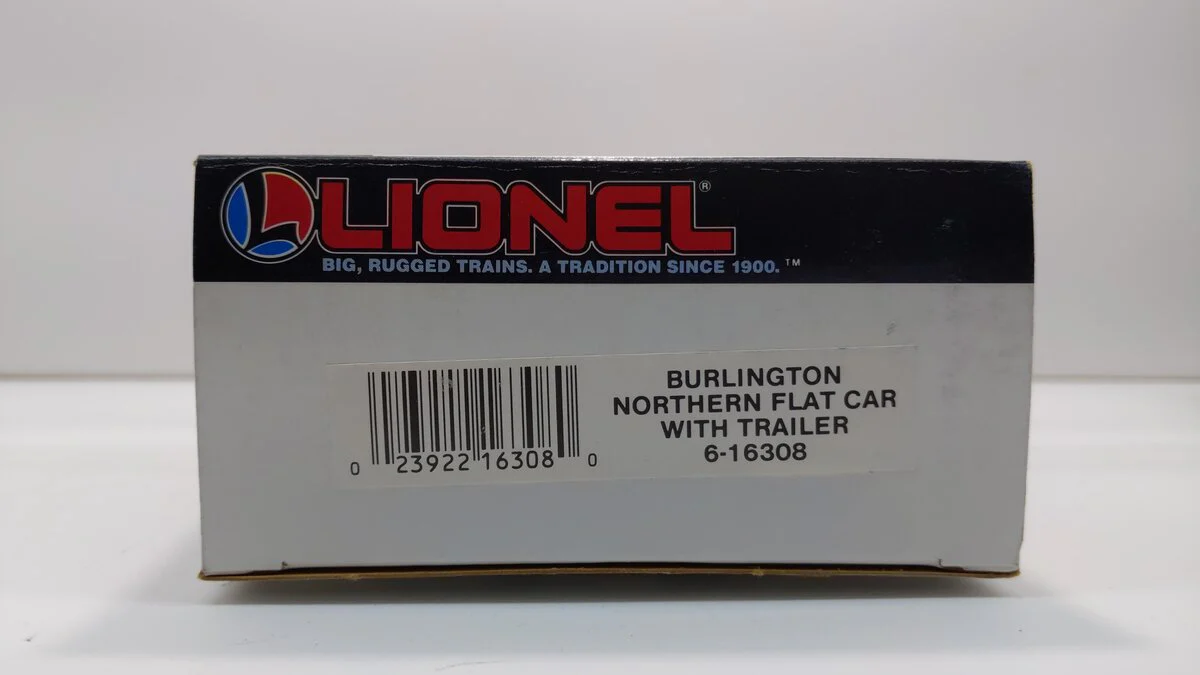 LIONEL®
BIG, RUGGED TRAINS. A TRADITION SINCE 1900.™
BURLINGTON
NORTHERN FLAT CAR
WITH TRAILER
6-16308
0 23922 16308 0